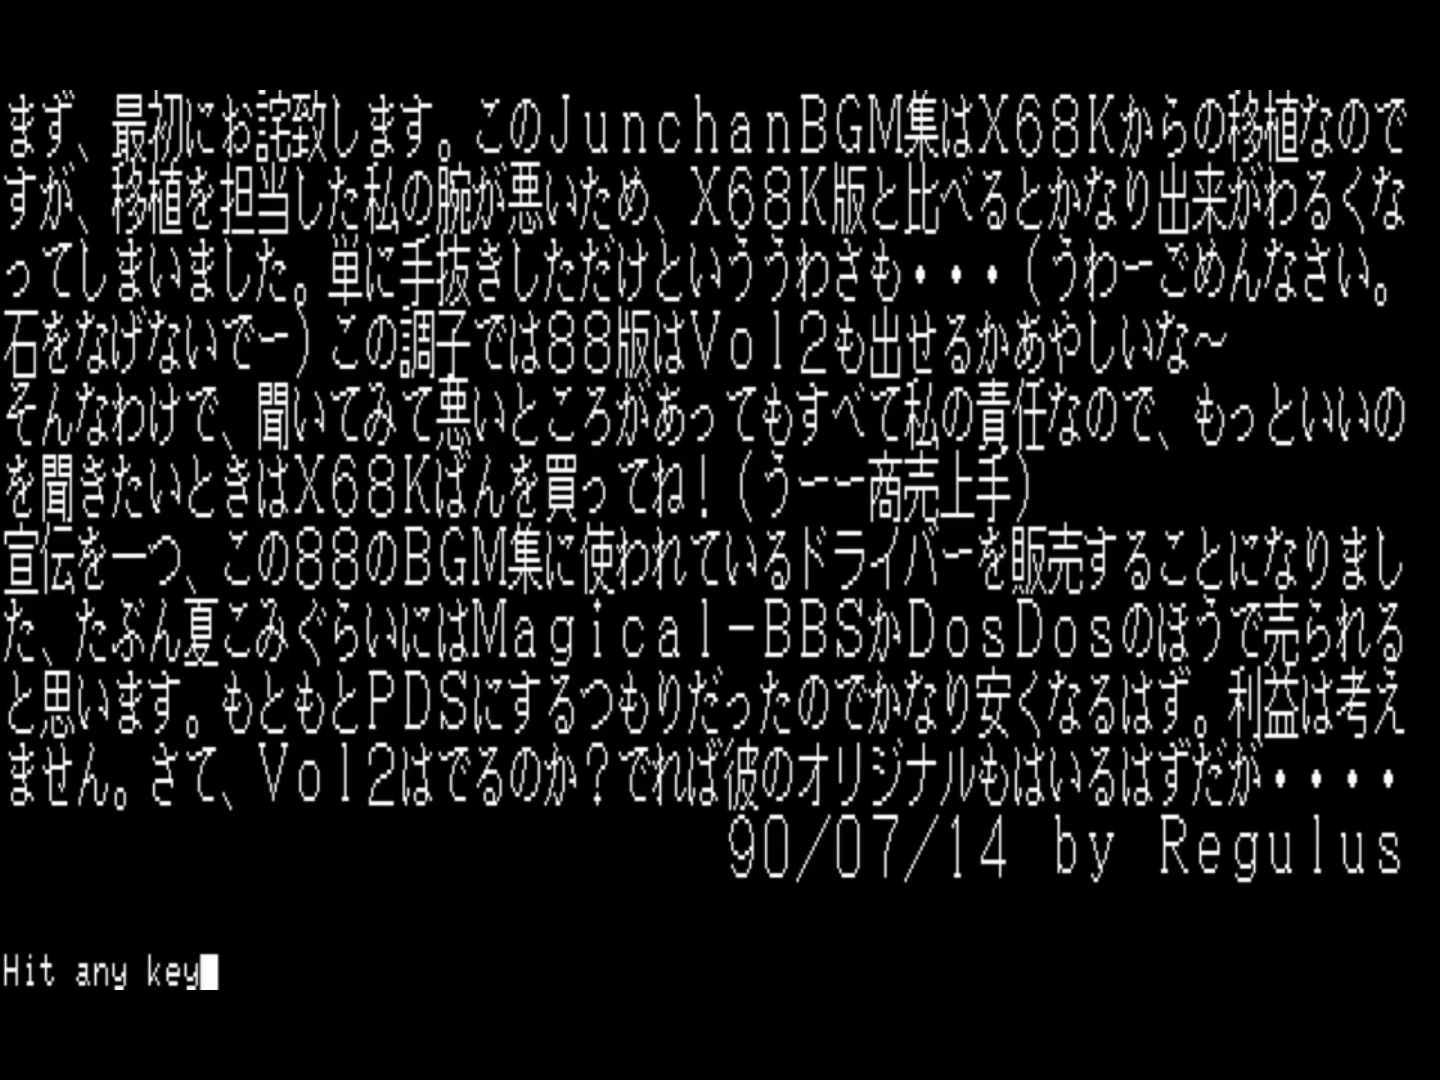 まず、最初にお詫致します。このJunchanBGM集はX68Kからの移植なので
すが、移植を担当した私の腕が悪いため、X68K版と比べるとかなり出来がわるくな
ってしまいました。単に手抜きしただけといううわさも・・・(うわーごめんなさい。
石をなげないでー)この調子では88版はVol2も出せるかあやしいな～
そんなわけで、聞いてみて悪いところがあってもすべて私の責任なので、もっといいの
を聞きたいときはX68Kばんを買ってね!(うーー商売上手)
宣伝を一つ、この88のBGM集に使われているドライバーを販売することになりまし
た、たぶん夏こみぐらいにはMagical-BBSかDosDosのほうで売られる
と思います。もともとPDSにするつもりだったのでかなり安くなるはず。利益は考え
ません。さて、Vol2はでるのか?でれば彼のオリジナルもはいるはずだが・・・・
90/07/14 by Regulus
Hit any key